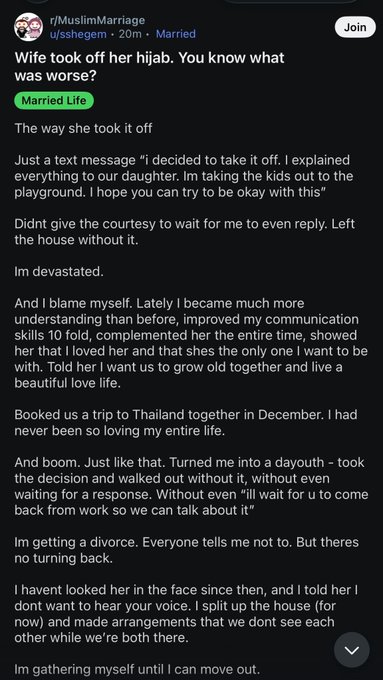 r/MuslimMarriage
u/sshegem · 20m · Married
Join
Wife took off her hijab. You know what
was worse?
Married Life
The way she took it off
Just a text message “i decided to take it off. I explained
everything to our daughter. Im taking the kids out to the
playground. I hope you can try to be okay with this”
Didnt give the courtesy to wait for me to even reply. Left
the house without it.
Im devastated.
And I blame myself. Lately I became much more
understanding than before, improved my communication
skills 10 fold, complemented her the entire time, showed
her that I loved her and that shes the only one I want to be
with. Told her I want us to grow old together and live a
beautiful love life.
Booked us a trip to Thailand together in December. I had
never been so loving my entire life.
And boom. Just like that. Turned me into a dayouth - took
the decision and walked out without it, without even
waiting for a response. Without even “ill wait for u to come
back from work so we can talk about it”
Im getting a divorce. Everyone tells me not to. But theres
no turning back.
I havent looked her in the face since then, and I told her I
dont want to hear your voice. I split up the house (for
now) and made arrangements that we dont see each
other while we’re both there.
Im gathering myself until I can move out.